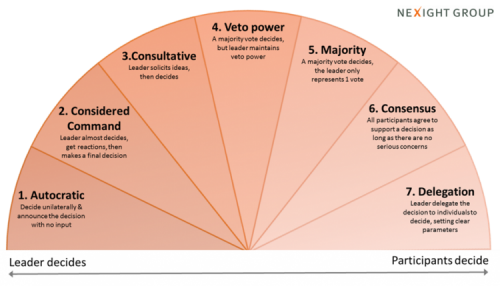 NEXIGHT GROUP
4. Veto power
A majority vote decides,
but leader maintains
veto power
3.Consultative
Leader solicits ideas,
then decides
5. Majority
A majority vote decides,
the leader only
represents 1 vote
2. Considered
Command
Leader almost decides,
get reactions, then
makes a final decision
6. Consensus
All participants agree to
support a decision as
long as there are no
serious concerns
1. Autocratic
Decide unilaterally &
announce the decision
with no input
7. Delegation
Leader delegate the
decision to individuals to
decide, setting clear
parameters
Leader decides
Participants decide